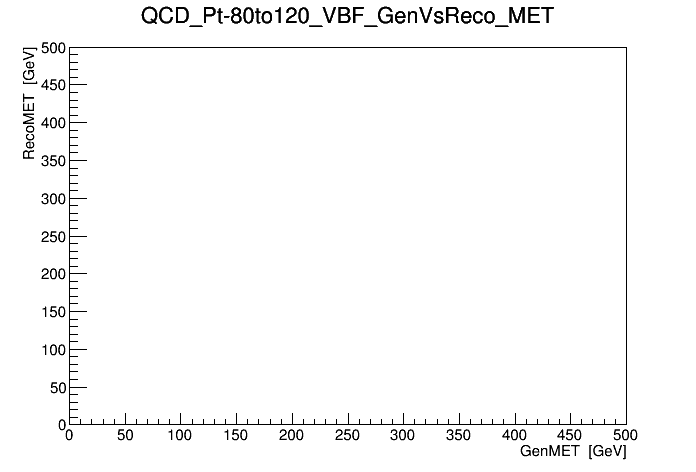 QCD_Pt-80to120_VBF_GenVsReco_MET
RecoMET [GeV]
500
450
400
350
300
250
200
150
100
50
0
0 50 100 150 200 250 300 350 400 450 500
GenMET [GeV]